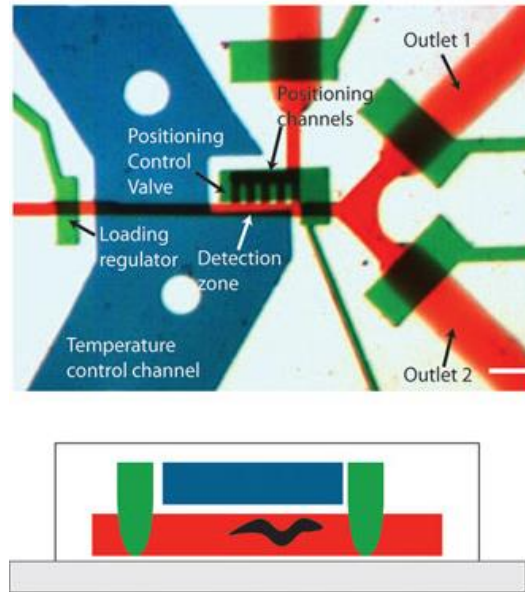 Outlet 1
Positioning
channels
Positioning
Control
Valve
Loading
regulator
Detection
zone
Temperature
control channel
Outlet 2